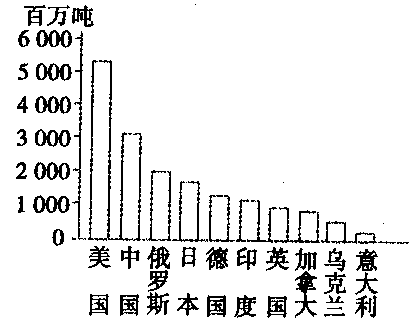 百万吨
6 000
5 000
4 000
3 000
2 000
1 000
0
美国
中国
俄罗斯
日本
德国
印度
英国
加拿大
乌克兰
意大利